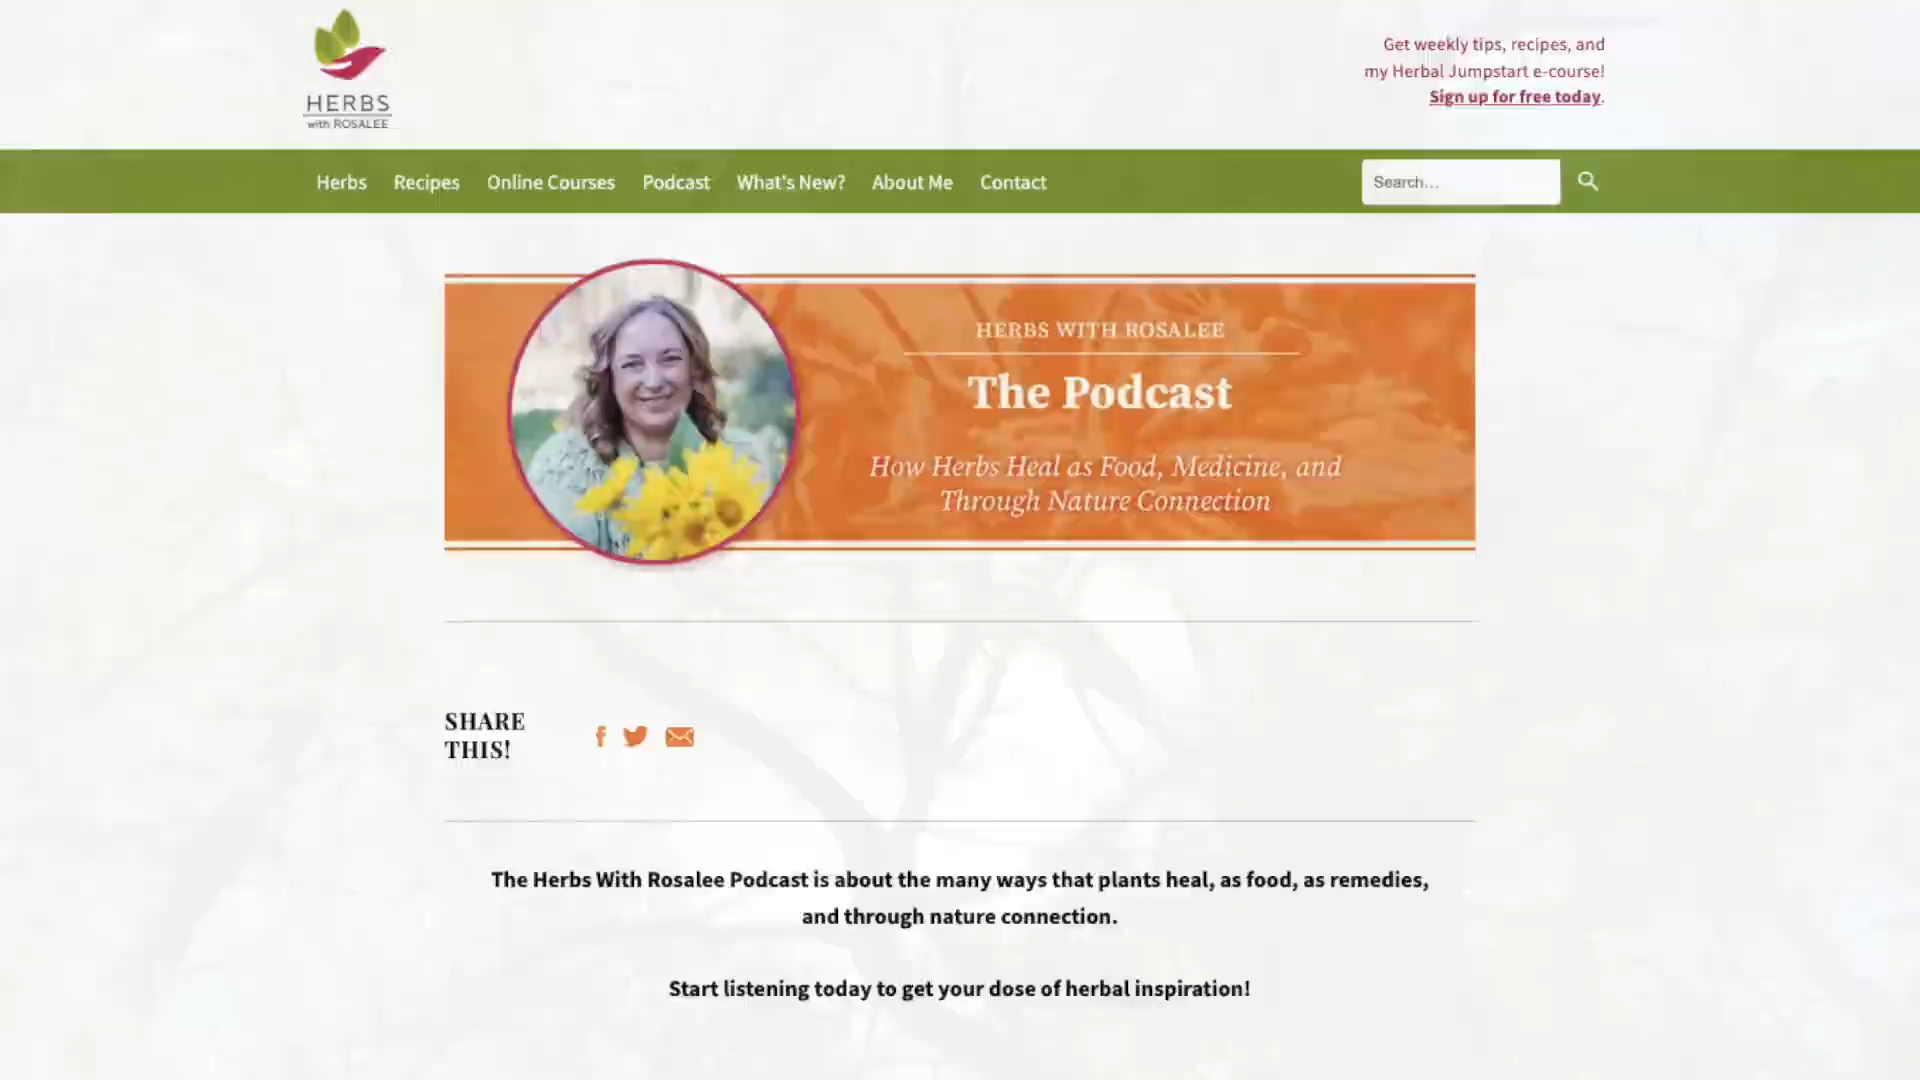 HERBS
with ROSALEE
Get weekly tips, recipes, and
my Herbal Jumpstart e-course!
Sign up for free today.
Herbs Recipes Online Courses Podcast What's New? About Me Contact
Search...
HERBS WITH ROSALEE
The Podcast
How Herbs Heal as Food, Medicine, and
Through Nature Connection
SHARE
THIS!
The Herbs With Rosalee Podcast is about the many ways that plants heal, as food, as remedies,
and through nature connection.
Start listening today to get your dose of herbal inspiration!